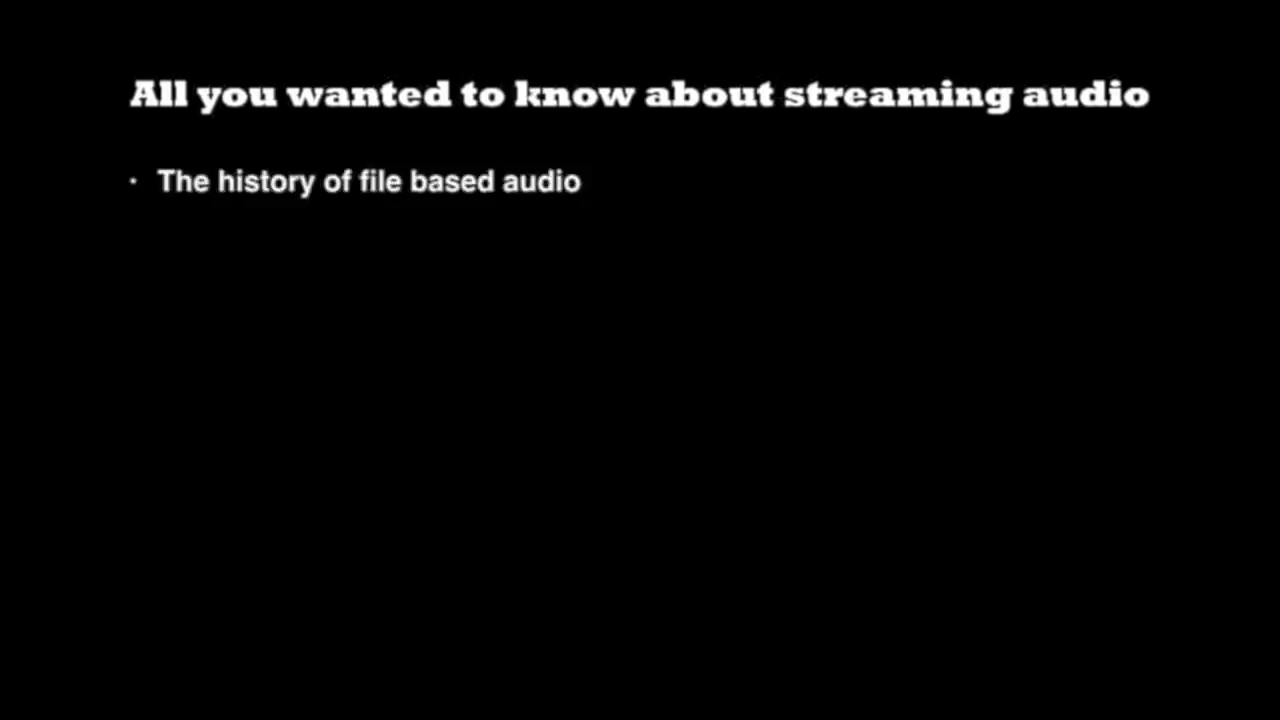 All you wanted to know about streaming audio
• The history of file based audio